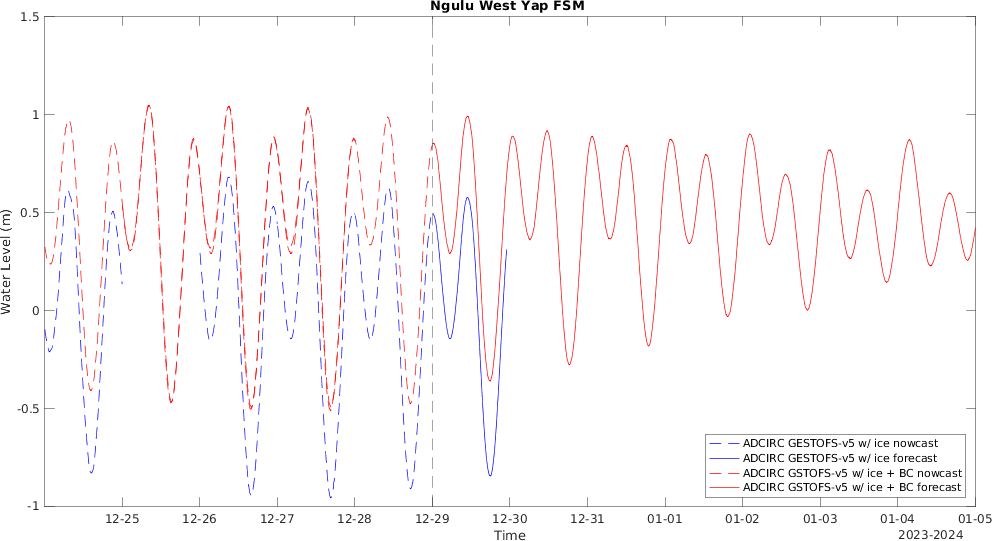 Ngulu West Yap FSM
1.5
1
0.5
0
-0.5
-1
Water Level (m)
12-25 12-26 12-27 12-28 12-29 12-30 12-31 01-01 01-02 01-03 01-04 01-05
Time
2023-2024
ADCIRC GESTOFS-v5 w/ ice nowcast
ADCIRC GESTOFS-v5 w/ ice forecast
ADCIRC GSTOFS-v5 w/ ice + BC nowcast
ADCIRC GSTOFS-v5 w/ ice + BC forecast